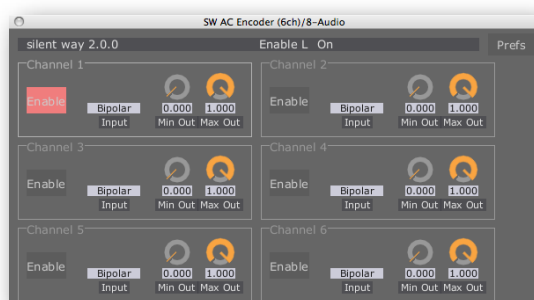 SW AC Encoder (6ch)/8-Audio
silent way 2.0.0 Enable L On Prefs
Channel 1 Channel 2
Enable Bipolar 0.000 1.000 Enable Bipolar 0.000 1.000
Input Min Out Max Out Input Min Out Max Out
Channel 3 Channel 4
Enable Bipolar 0.000 1.000 Enable Bipolar 0.000 1.000
Input Min Out Max Out Input Min Out Max Out
Channel 5 Channel 6
Enable Bipolar 0.000 1.000 Enable Bipolar 0.000 1.000
Input Min Out Max Out Input Min Out Max Out